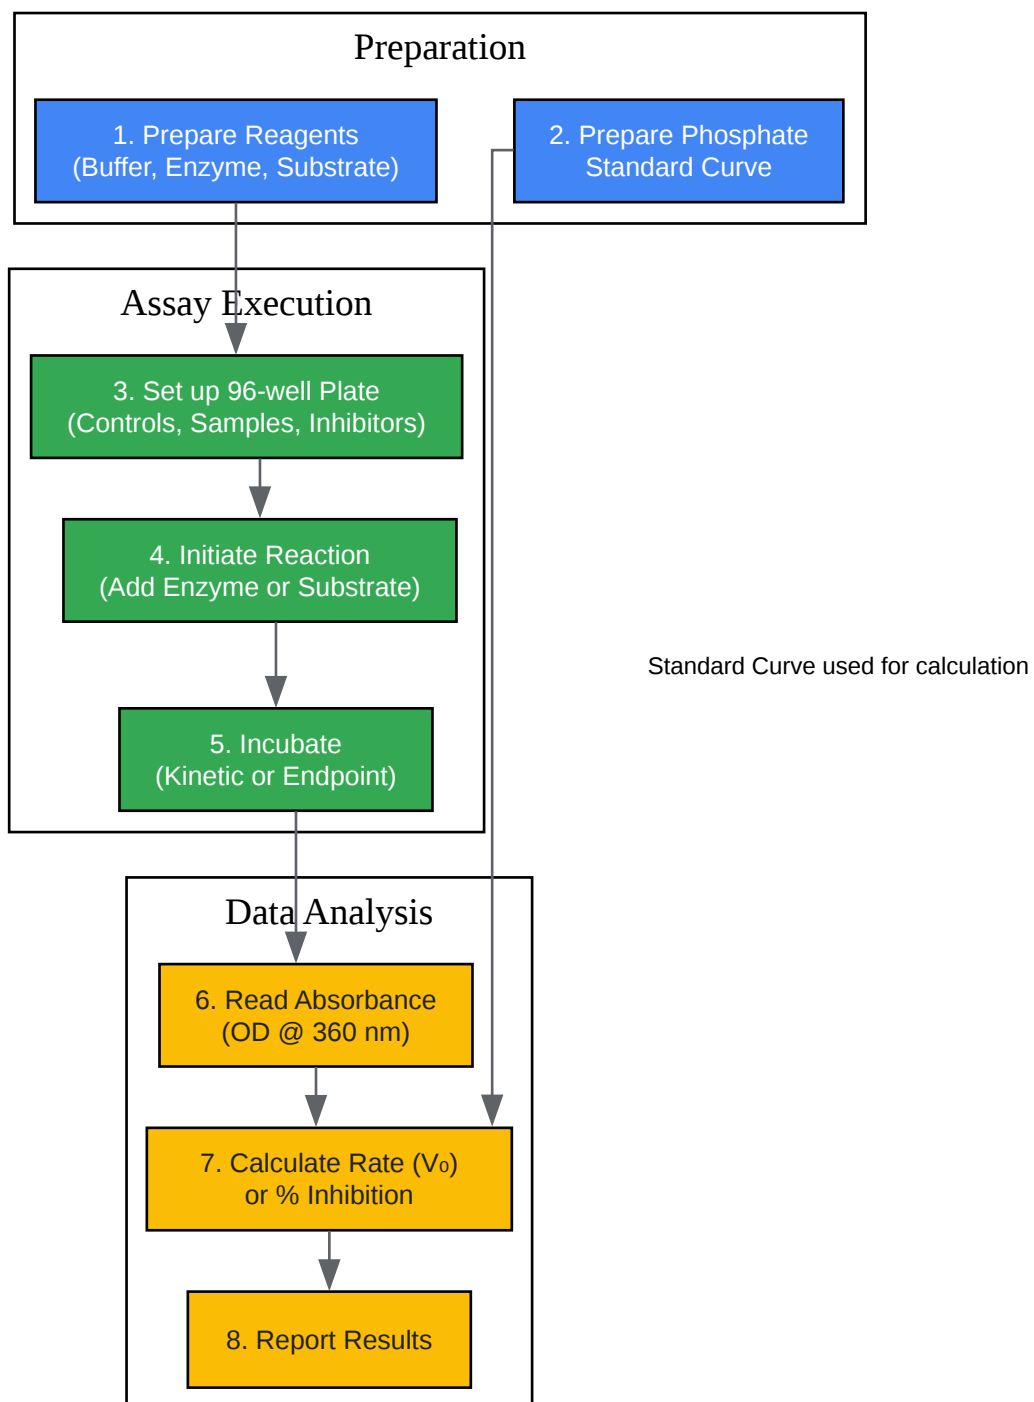 Preparation
1. Prepare Reagents
(Buffer, Enzyme, Substrate)
2. Prepare Phosphate
Standard Curve
Assay Execution
3. Set up 96-well Plate
(Controls, Samples, Inhibitors)
4. Initiate Reaction
(Add Enzyme or Substrate)
Standard Curve used for calculation
5. Incubate
(Kinetic or Endpoint)
Data Analysis
6. Read Absorbance
(OD @ 360 nm)
7. Calculate Rate (V₀)
or % Inhibition
8. Report Results